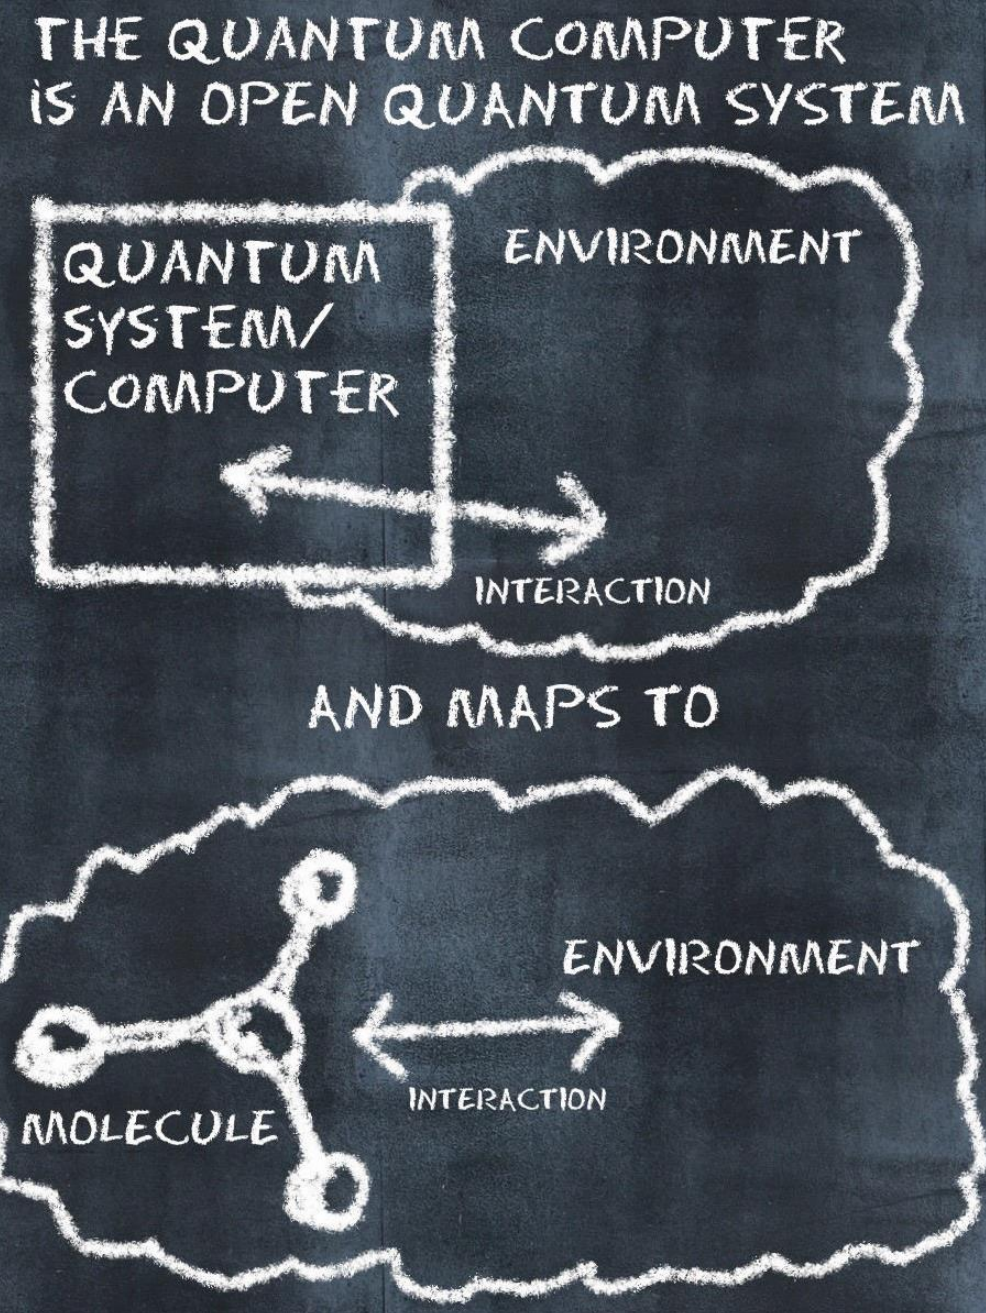 THE QUANTUM COMPUTER
iS AN OPEN QUANTUM SYSTEM
ENVIRONMENT
QUANTUM
SYSTEM/
COMPUTER
INTERACTION
AND MAPS TO
ENVIRONMENT
INTERACTION
MOLECULE